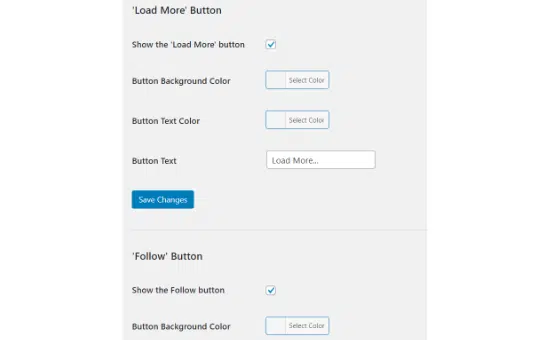 'Load More' Button
Show the 'Load More' button
Button Background Color Select Color
Button Text Color Select Color
Button Text Load More...
Save Changes
'Follow' Button
Show the Follow button
Button Background Color Select Color